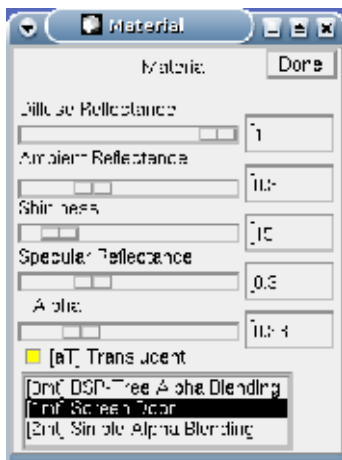 Material
Material
Done
Diffuse Reflectance
1
Ambient Reflectance
Shininess
15
Specular Reflectance
0.3
Alpha
[aT] Translucent
[0mt] BSP-Tree Alpha Blending
[1mt] Screen Door
[2mt] Simple Alpha Blending